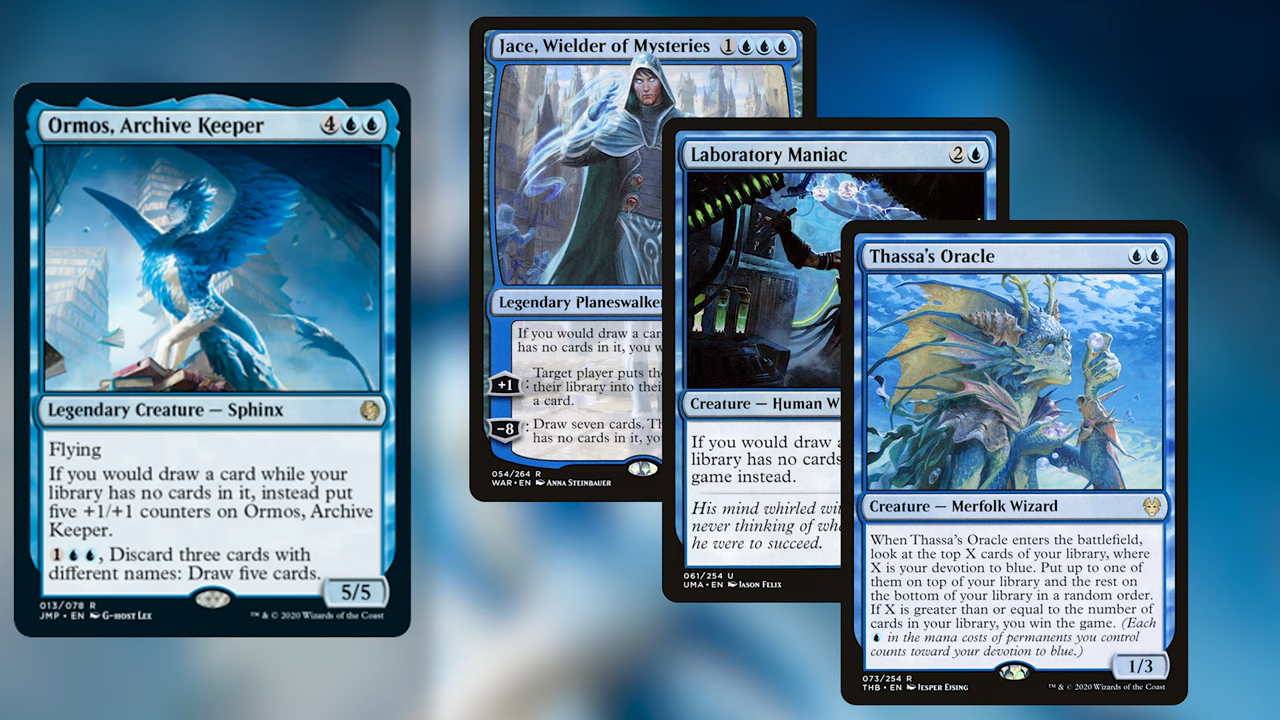 Ormos, Archive Keeper 4
Legendary Creature — Sphinx
Flying
If you would draw a card while your
library has no cards in it, instead put
five +1/+1 counters on Ormos, Archive
Keeper.
1, Discard three cards with
different names: Draw five cards.
5/5
013/078 R
JMP • EN G-host Lee
™ & © 2020 Wizards of the Coast
Jace, Wielder of Mysteries 1
Legendary Planeswalke
If you would draw a car
has no cards in it, you w
+1: Target player puts the
their library into thei
a card.
-8: Draw seven cards. Th
has no cards in it, yo
054/264 R
WAR • EN Anna Steinbauer
Laboratory Maniac 2
Creature — Human W
If you would draw a
library has no cards
game instead.
His mind whirled wi
never thinking of wh
he were to succeed.
061/254 U
UMA • EN Jason Felix
Thassa's Oracle
Creature — Merfolk Wizard
When Thassa's Oracle enters the battlefield,
look at the top X cards of your library, where
X is your devotion to blue. Put up to one of
them on top of your library and the rest on
the bottom of your library in a random order.
If X is greater than or equal to the number of
cards in your library, you win the game. (Each
in the mana costs of permanents you control
counts toward your devotion to blue.)
1/3
073/254 R
THB • EN Jesper Ejsing
™ & © 2020 Wizards of the Coast